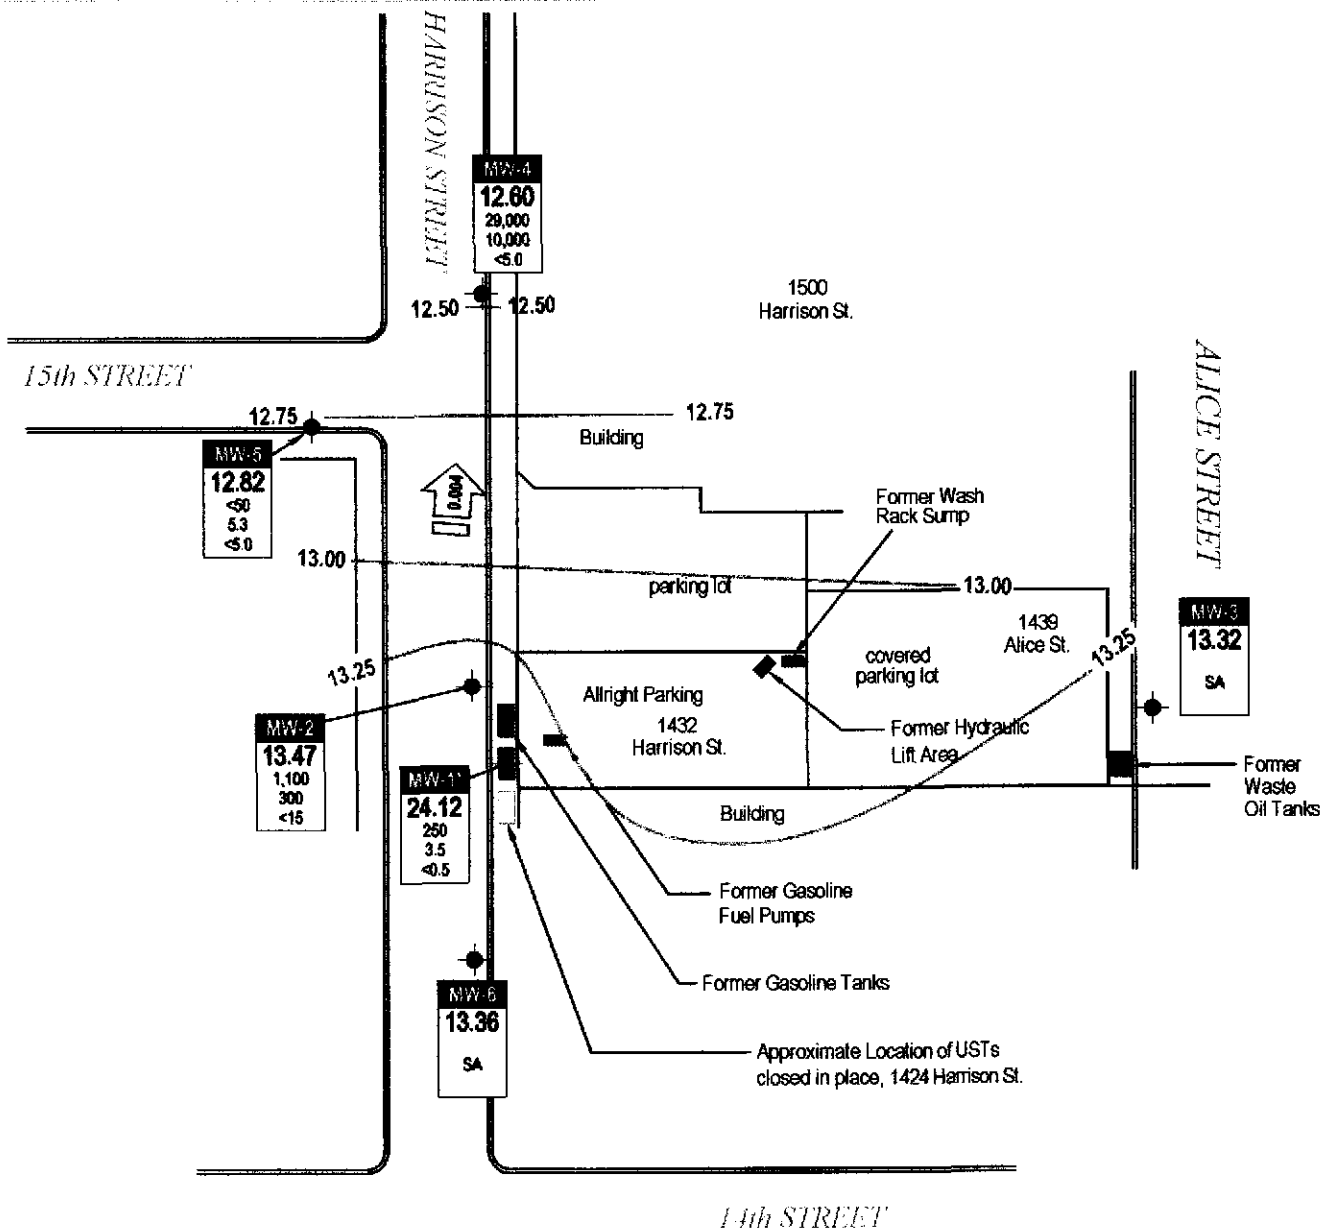 HARRISON STREET
MW-4
12.60
29,000
10,000
<5.0
12.50
12.50
1500
Harrison St.
15th STREET
ALICE STREET
12.75
12.75
Building
MW-5
12.82
<50
5.3
<5.0
0.004
Former Wash
Rack Sump
13.00
13.00
parking lot
1439
Alice St.
MW-3
13.32
SA
13.25
13.25
covered
parking lot
Allright Parking
1432
Harrison St.
Former Hydraulic
Lift Area
MW-2
13.47
1,100
300
<15
MW-1*
24.12
250
3.5
<0.5
Former
Waste
Oil Tanks
Building
Former Gasoline
Fuel Pumps
Former Gasoline Tanks
MW-6
13.36
SA
Approximate Location of USTs
closed in place, 1424 Harrison St.
14th STREET